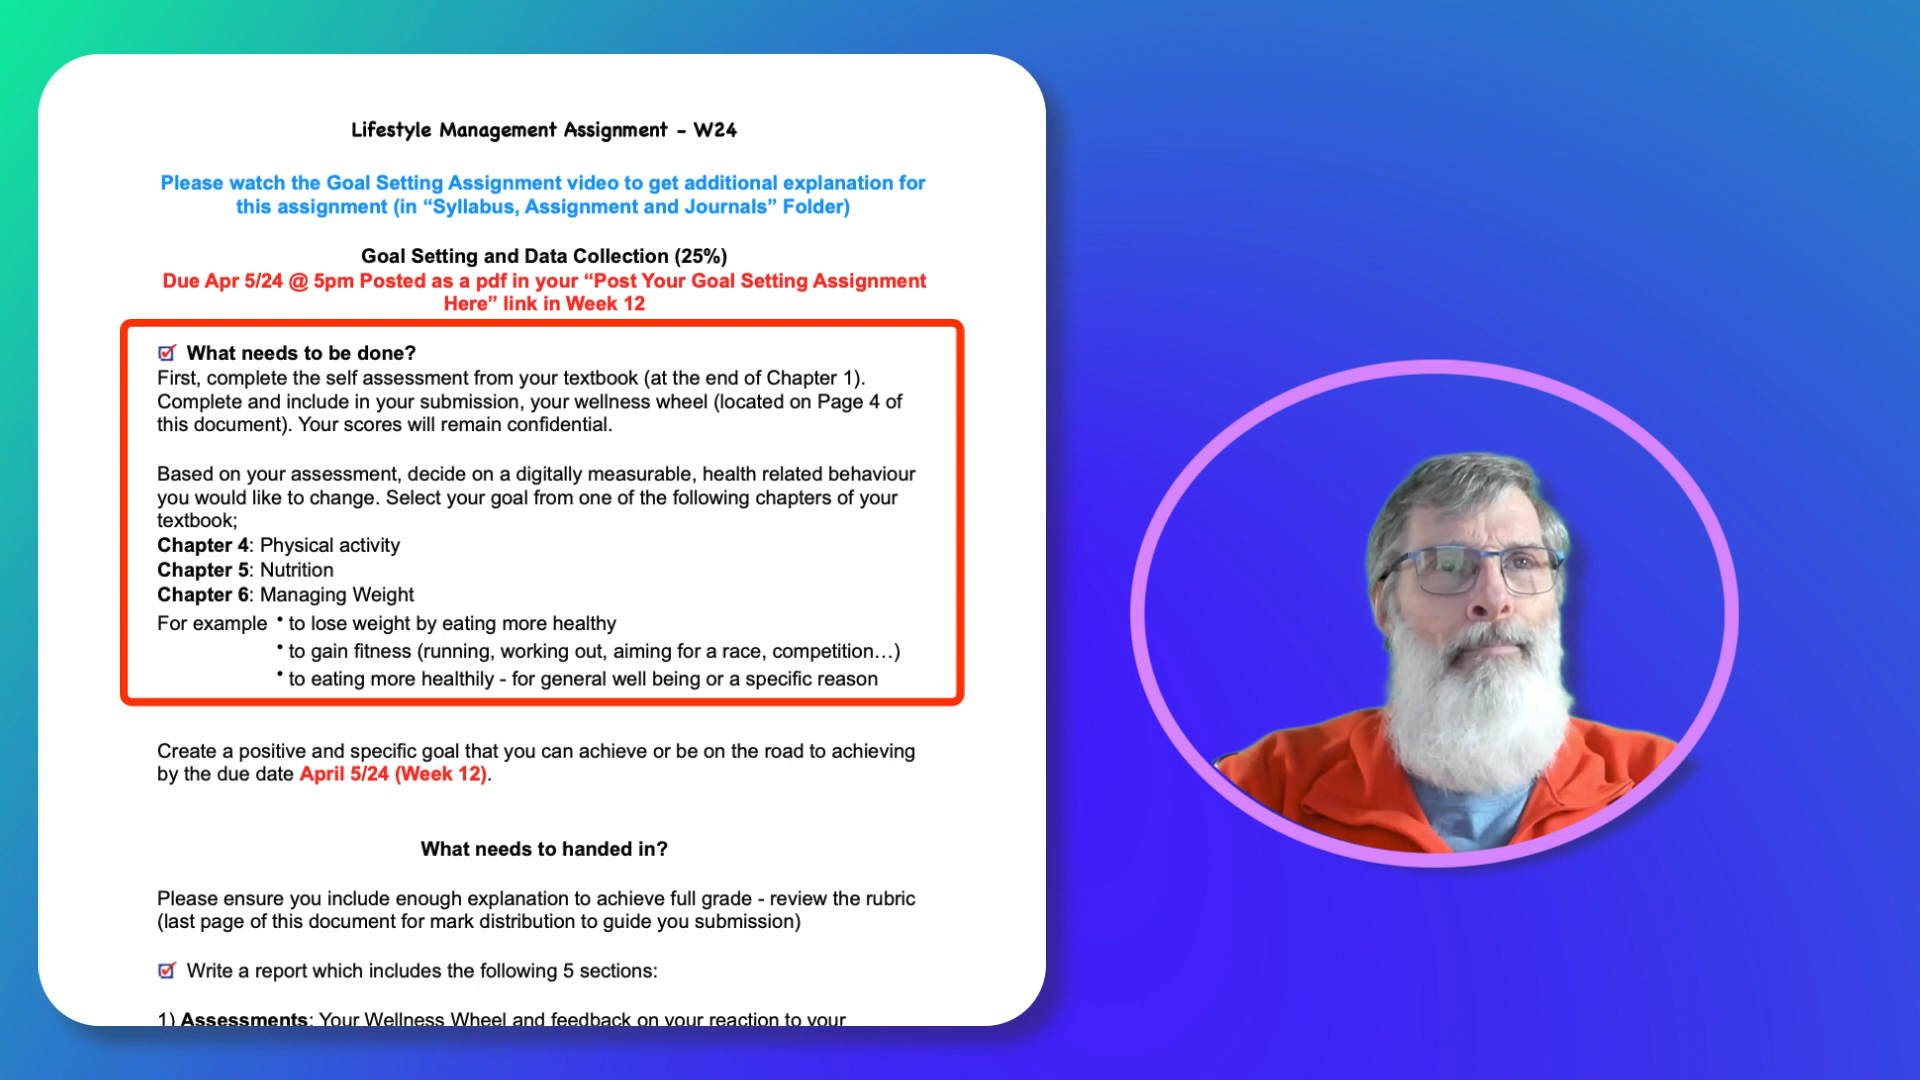 Lifestyle Management Assignment - W24
Please watch the Goal Setting Assignment video to get additional explanation for
this assignment (in “Syllabus, Assignment and Journals” Folder)
Goal Setting and Data Collection (25%)
Due Apr 5/24 @ 5pm Posted as a pdf in your “Post Your Goal Setting Assignment
Here” link in Week 12
What needs to be done?
First, complete the self assessment from your textbook (at the end of Chapter 1).
Complete and include in your submission, your wellness wheel (located on Page 4 of
this document). Your scores will remain confidential.
Based on your assessment, decide on a digitally measurable, health related behaviour
you would like to change. Select your goal from one of the following chapters of your
textbook;
Chapter 4: Physical activity
Chapter 5: Nutrition
Chapter 6: Managing Weight
For example • to lose weight by eating more healthy
• to gain fitness (running, working out, aiming for a race, competition…)
• to eating more healthily - for general well being or a specific reason
Create a positive and specific goal that you can achieve or be on the road to achieving
by the due date April 5/24 (Week 12).
What needs to handed in?
Please ensure you include enough explanation to achieve full grade - review the rubric
(last page of this document for mark distribution to guide you submission)
Write a report which includes the following 5 sections:
1) Assessments: Your Wellness Wheel and feedback on your reaction to your